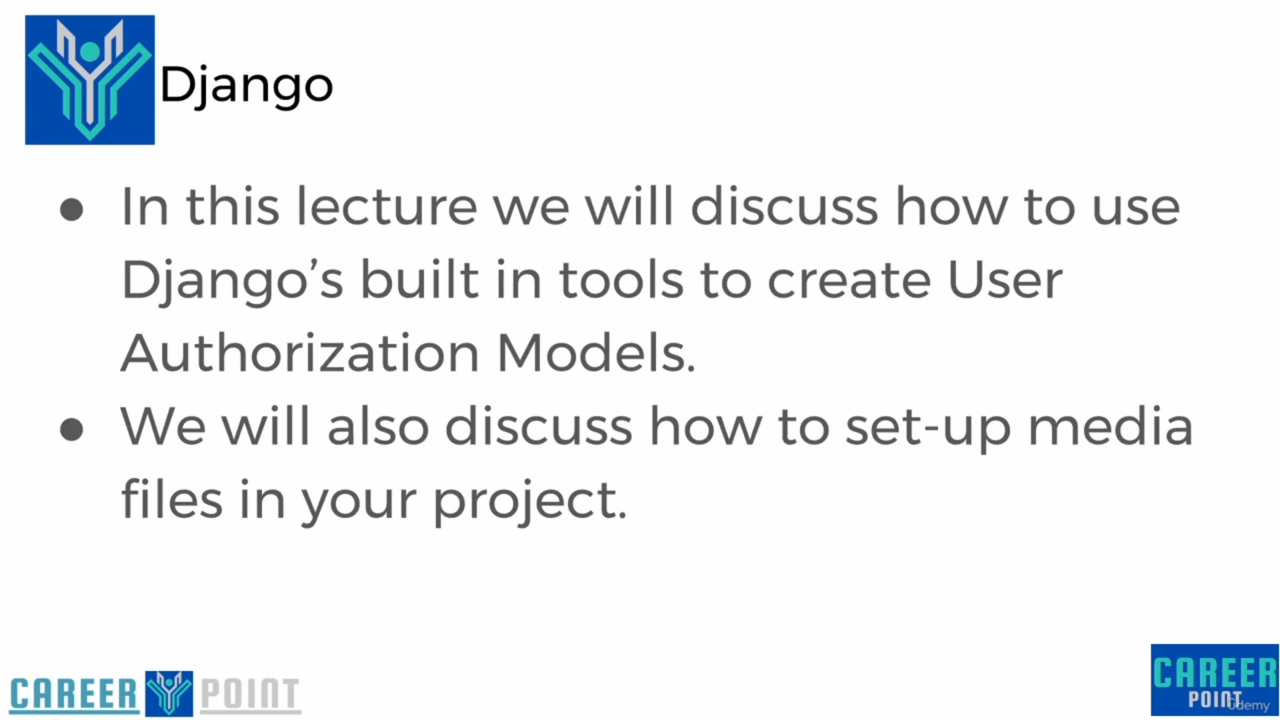 Django
● In this lecture we will discuss how to use
Django’s built in tools to create User
Authorization Models.
● We will also discuss how to set-up media
files in your project.
CAREER POINT
CAREER
POINT
udemy